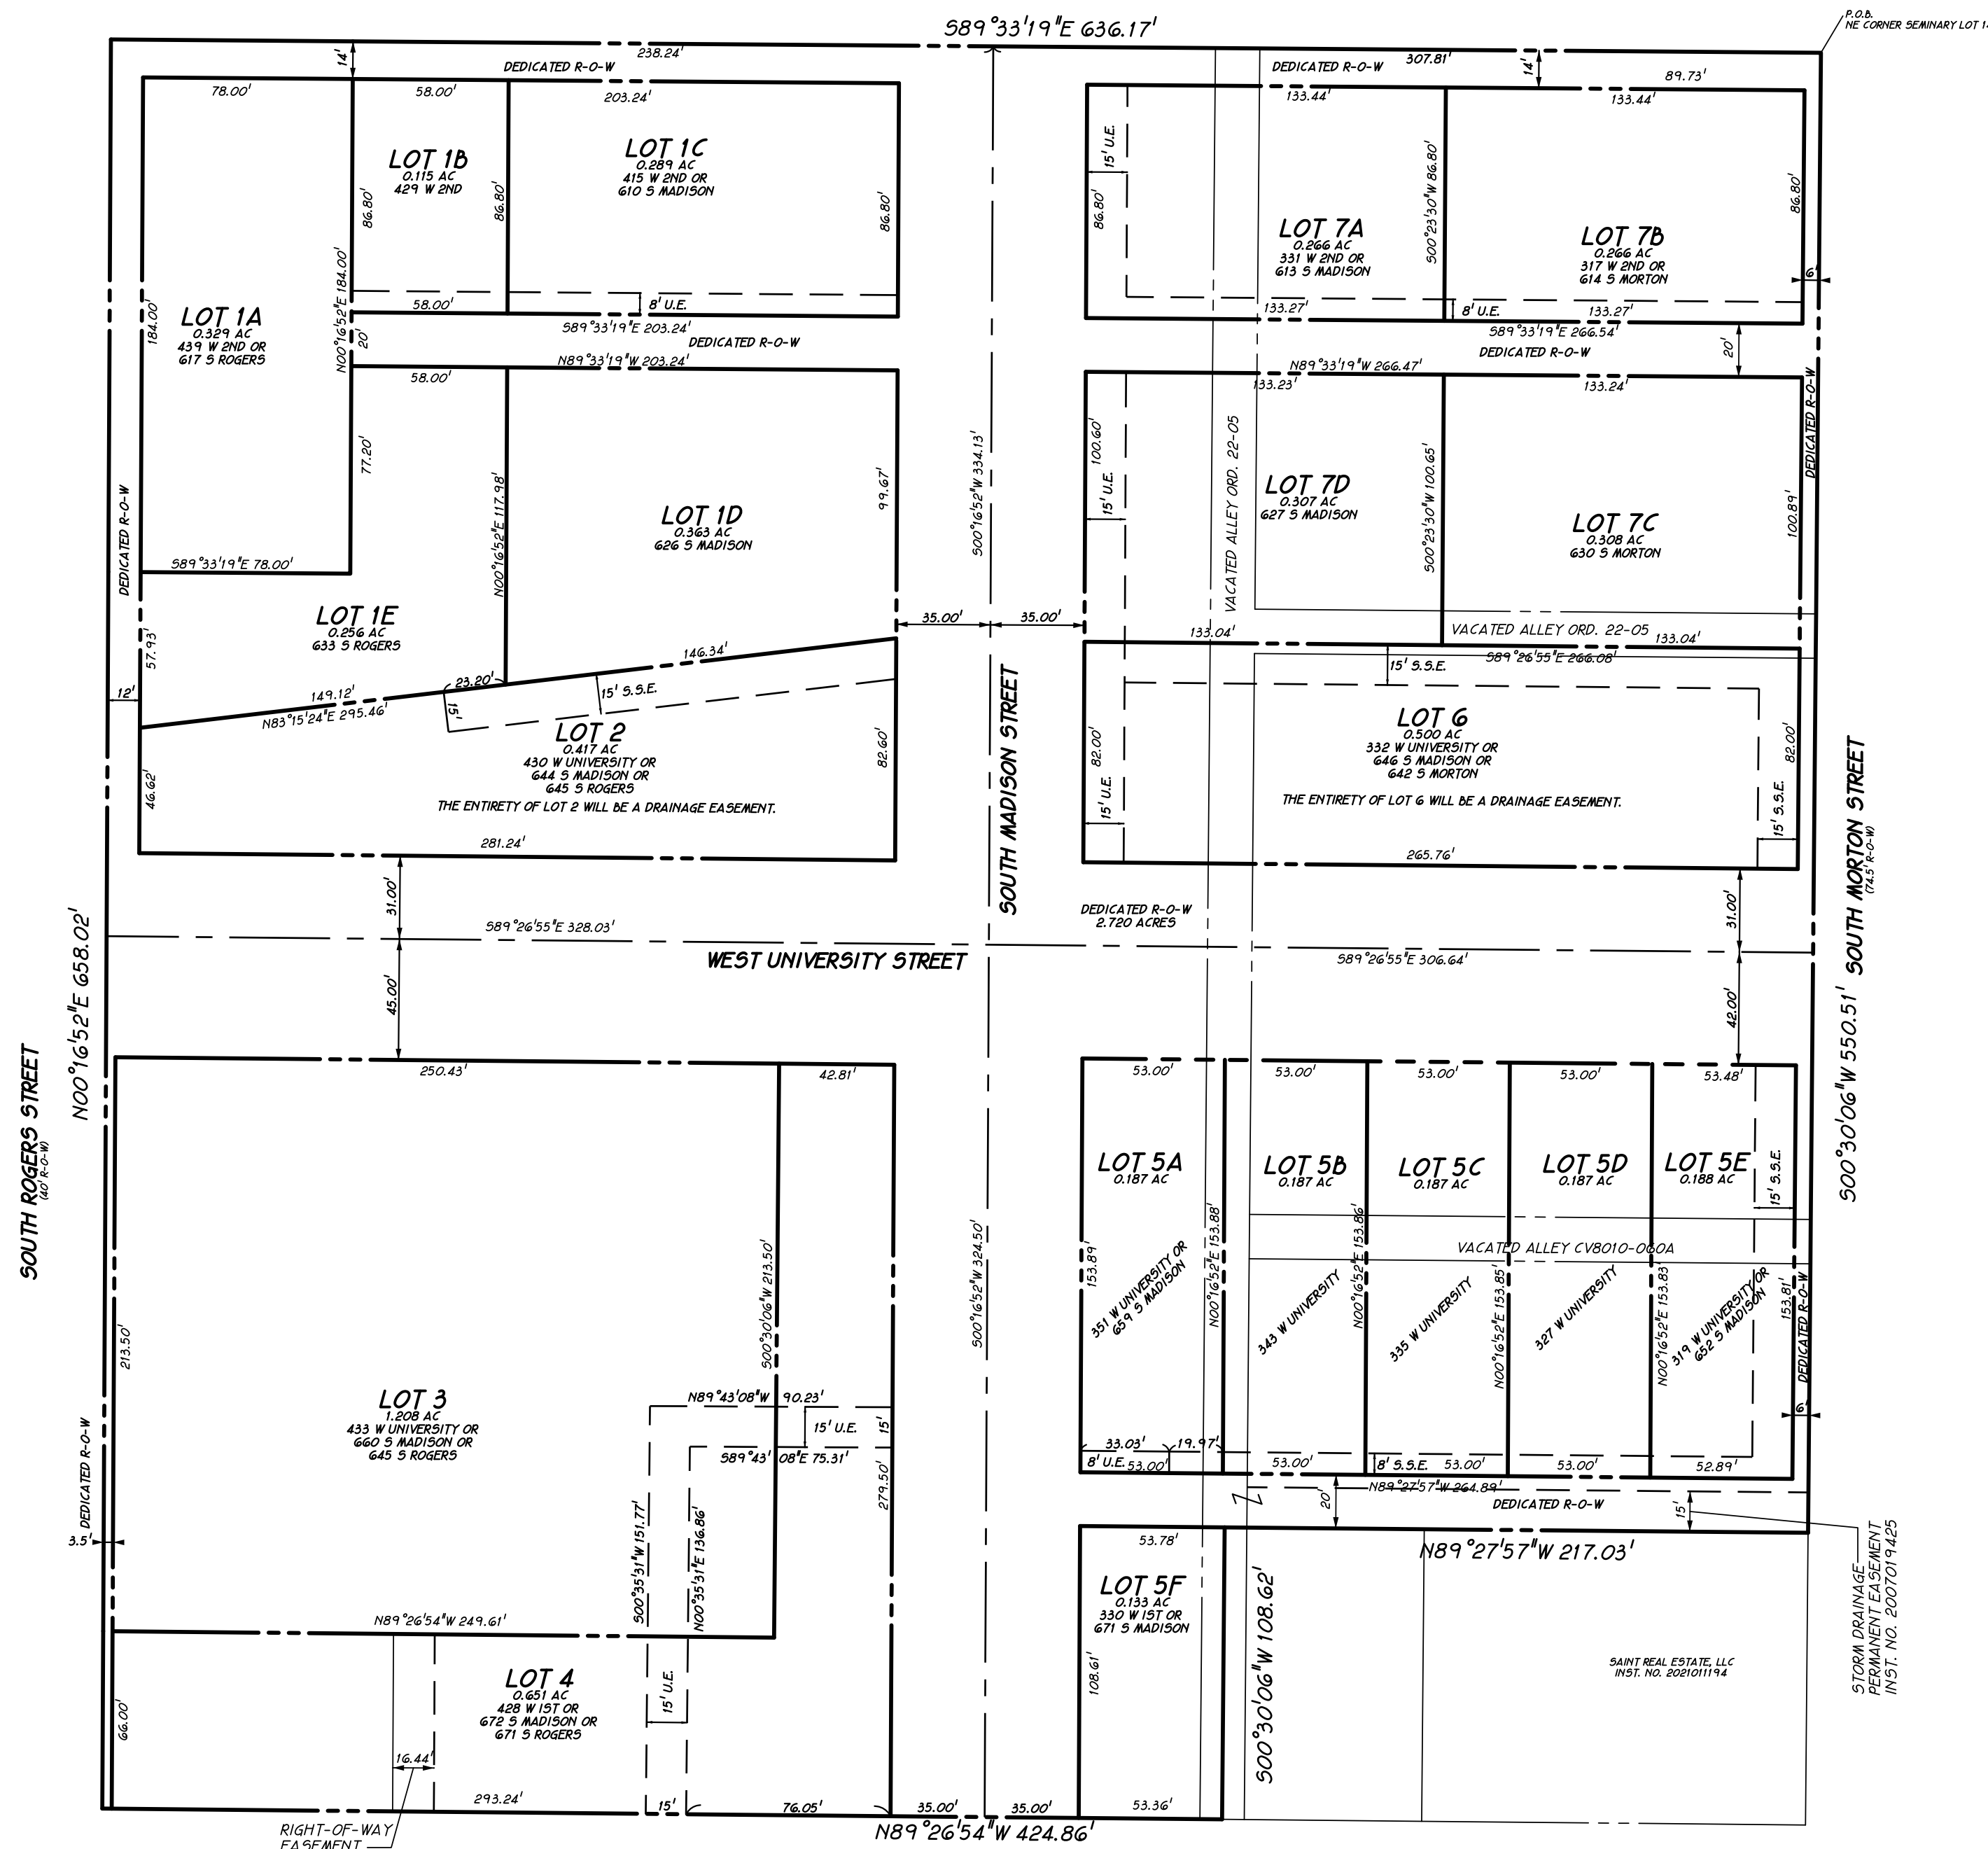 S89°33'19"E 636.17'
P.O.B.
NE CORNER SEMINARY LOT
14'
238.24'
DEDICATED R-O-W
DEDICATED R-O-W
307.81'
14'
89.73'
78.00'
58.00'
203.24'
133.44'
133.44'
LOT 1B
0.115 AC
429 W 2ND
86.80'
86.80'
LOT 1C
0.289 AC
415 W 2ND OR
610 S MADISON
86.80'
15' U.E.
86.80'
LOT 7A
0.266 AC
331 W 2ND OR
613 S MADISON
S00°23'30"W 86.80'
LOT 7B
0.266 AC
317 W 2ND OR
614 S MORTON
86.80'
6'
LOT 1A
0.329 AC
439 W 2ND OR
617 S ROGERS
184.00'
N00°16'52"E 184.00'
20'
58.00'
8' U.E.
S89°33'19"E 203.24'
DEDICATED R-O-W
N89°33'19"W 203.24'
58.00'
133.27'
8' U.E.
133.27'
S89°33'19"E 266.54'
DEDICATED R-O-W
20'
N89°33'19"W 266.47'
133.23'
133.24'
DEDICATED R-O-W
77.20'
N00°16'52"E 117.98'
LOT 1D
0.363 AC
626 S MADISON
99.67'
S00°16'52"W 334.13'
100.60'
15' U.E.
VACATED ALLEY ORD. 22-05
LOT 7D
0.307 AC
627 S MADISON
S00°23'30"W 100.65'
LOT 7C
0.308 AC
630 S MORTON
100.89'
DEDICATED R-O-W
S89°33'19"E 78.00'
LOT 1E
0.256 AC
633 S ROGERS
57.93'
35.00'
35.00'
133.04'
VACATED ALLEY ORD. 22-05
133.04'
S89°26'55"E 266.08'
15' S.S.E.
12'
149.12'
N83°15'24"E 295.46'
23.20'
146.34'
15'
15' S.S.E.
LOT 2
0.417 AC
430 W UNIVERSITY OR
644 S MADISON OR
645 S ROGERS
THE ENTIRETY OF LOT 2 WILL BE A DRAINAGE EASEMENT.
46.62'
82.60'
281.24'
SOUTH MADISON STREET
82.00'
15' U.E.
LOT 6
0.500 AC
332 W UNIVERSITY OR
646 S MADISON OR
642 S MORTON
THE ENTIRETY OF LOT 6 WILL BE A DRAINAGE EASEMENT.
82.00'
15' S.S.E.
265.76'
SOUTH MORTON STREET
(74.5' R-O-W)
31.00'
S89°26'55"E 328.03'
DEDICATED R-O-W
2.720 ACRES
31.00'
WEST UNIVERSITY STREET
S89°26'55"E 306.64'
45.00'
42.00'
N00°16'52"E 658.02'
SOUTH ROGERS STREET
(40' R-O-W)
S00°30'06"W 550.51'
250.43'
42.81'
53.00'
53.00'
53.00'
53.00'
53.48'
LOT 5A
0.187 AC
LOT 5B
0.187 AC
LOT 5C
0.187 AC
LOT 5D
0.187 AC
LOT 5E
0.188 AC
15' S.S.E.
VACATED ALLEY CV8010-060A
153.89'
351 W UNIVERSITY OR
659 S MADISON
N00°16'52"E 153.88'
343 W UNIVERSITY
N00°16'52"E 153.86'
335 W UNIVERSITY
N00°16'52"E 153.85'
327 W UNIVERSITY
N00°16'52"E 153.83'
319 W UNIVERSITY OR
652 S MADISON
153.81'
DEDICATED R-O-W
6'
213.50'
S00°30'06"W 213.50'
S00°16'52"W 324.50'
LOT 3
1.208 AC
433 W UNIVERSITY OR
660 S MADISON OR
645 S ROGERS
N89°43'08"W 90.23'
15' U.E.
15'
S89°43'08"E 75.31'
279.50'
DEDICATED R-O-W
3.5'
33.03'
19.97'
8' U.E.
53.00'
53.00'
8' S.S.E.
53.00'
53.00'
52.89'
N89°27'57"W 264.89'
20'
DEDICATED R-O-W
15'
S00°35'31"W 151.77'
N00°35'31"E 136.86'
53.78'
N89°27'57"W 217.03'
STORM DRAINAGE
PERMANENT EASEMENT
INST. NO. 2007019425
LOT 5F
0.133 AC
330 W 1ST OR
671 S MADISON
108.61'
S00°30'06"W 108.62'
SAINT REAL ESTATE, LLC
INST. NO. 2021011194
N89°26'54"W 249.61'
66.00'
LOT 4
0.651 AC
428 W 1ST OR
672 S MADISON OR
671 S ROGERS
15' U.E.
16.44'
293.24'
15'
76.05'
35.00'
35.00'
53.36'
N89°26'54"W 424.86'
RIGHT-OF-WAY
EASEMENT